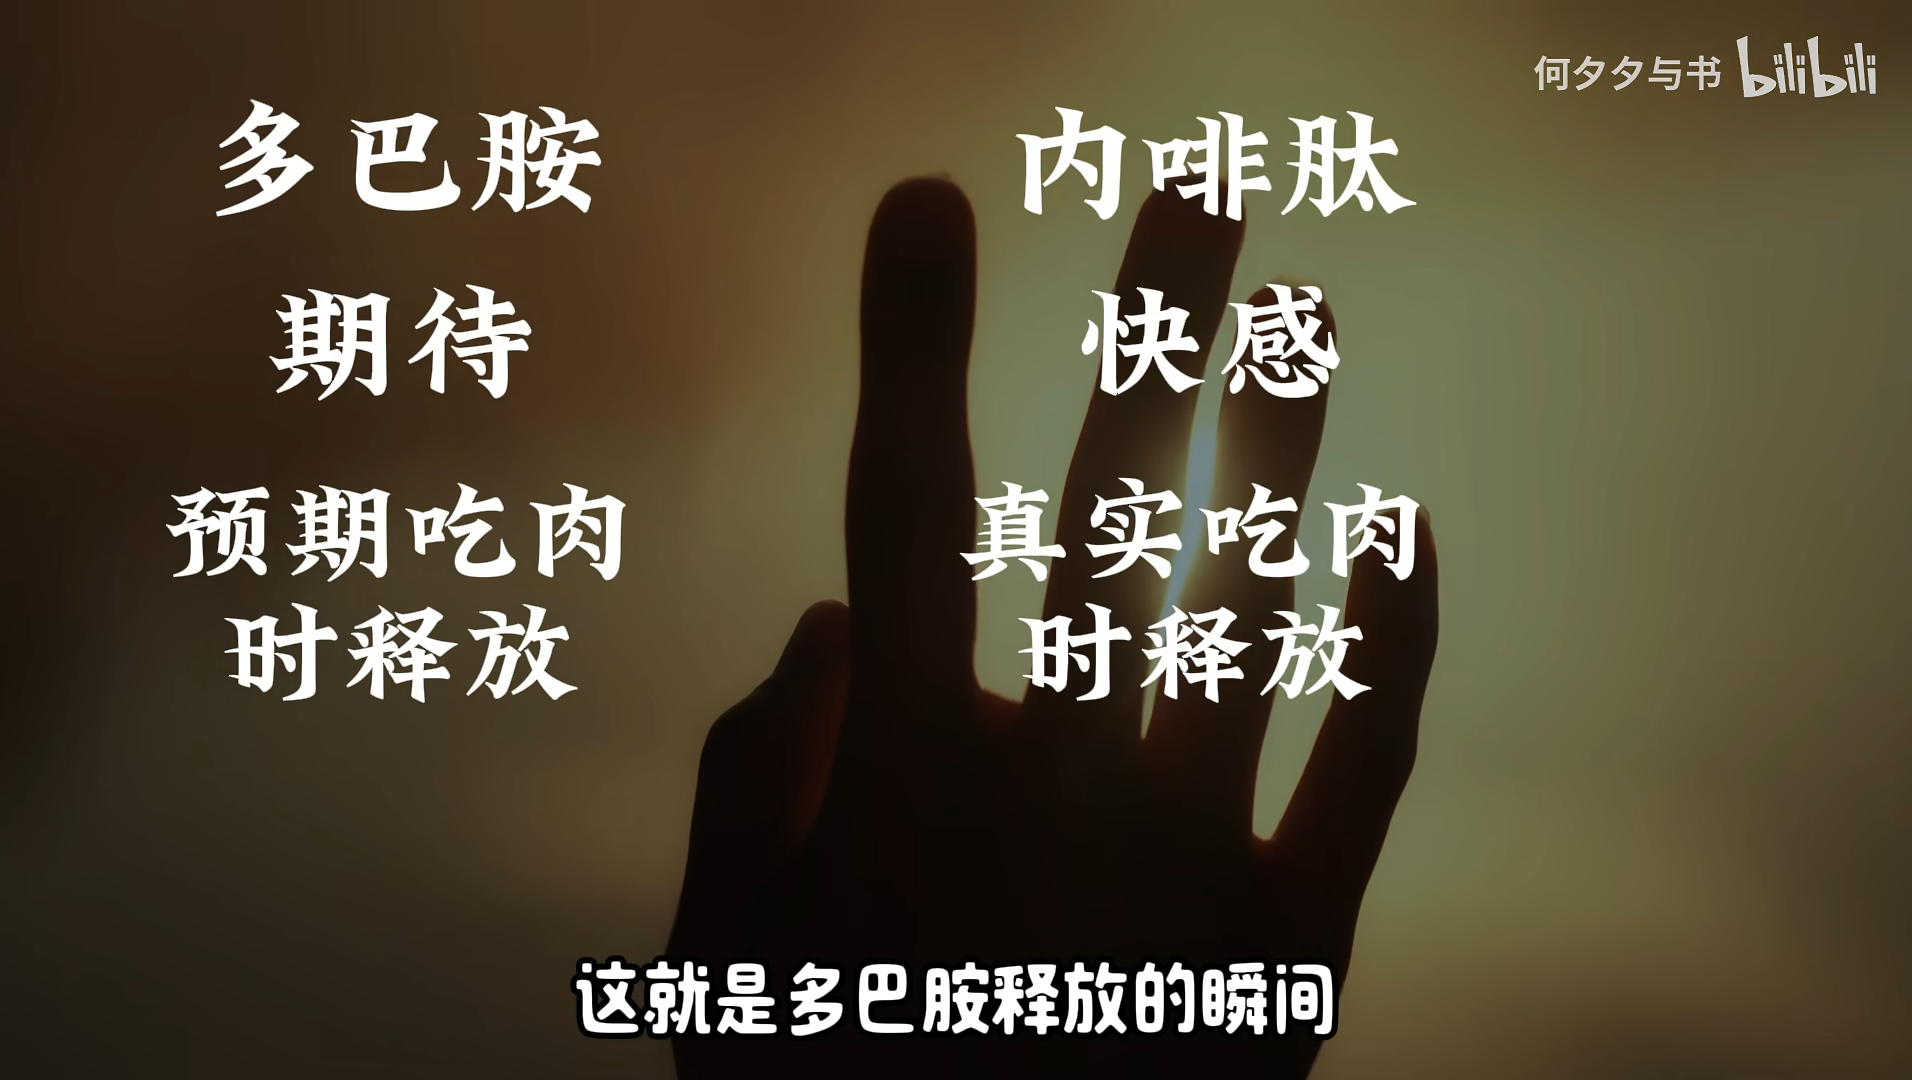 何夕夕与书 bilibili
多巴胺
内啡肽
期待
快感
预期吃肉
时释放
真实吃肉
时释放
这就是多巴胺释放的瞬间